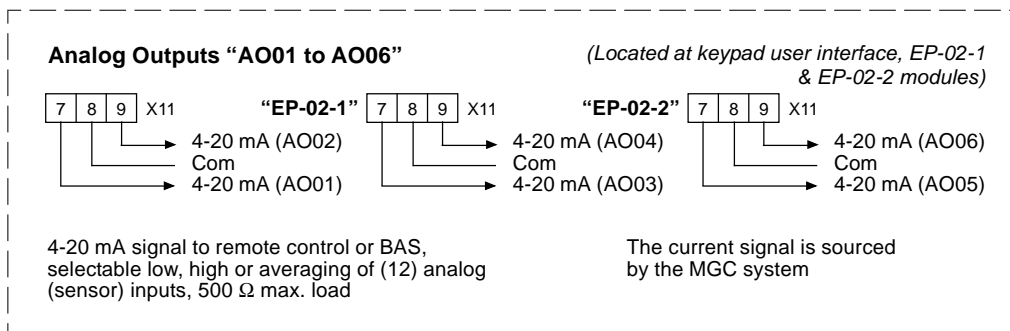 Analog Outputs “AO01 to AO06”
(Located at keypad user interface, EP-02-1
& EP-02-2 modules)
7 8 9 X11
4-20 mA (AO02)
Com
4-20 mA (AO01)
“EP-02-1” 7 8 9 X11
4-20 mA (AO04)
Com
4-20 mA (AO03)
“EP-02-2” 7 8 9 X11
4-20 mA (AO06)
Com
4-20 mA (AO05)
4-20 mA signal to remote control or BAS,
selectable low, high or averaging of (12) analog
(sensor) inputs, 500 Ω max. load
The current signal is sourced
by the MGC system